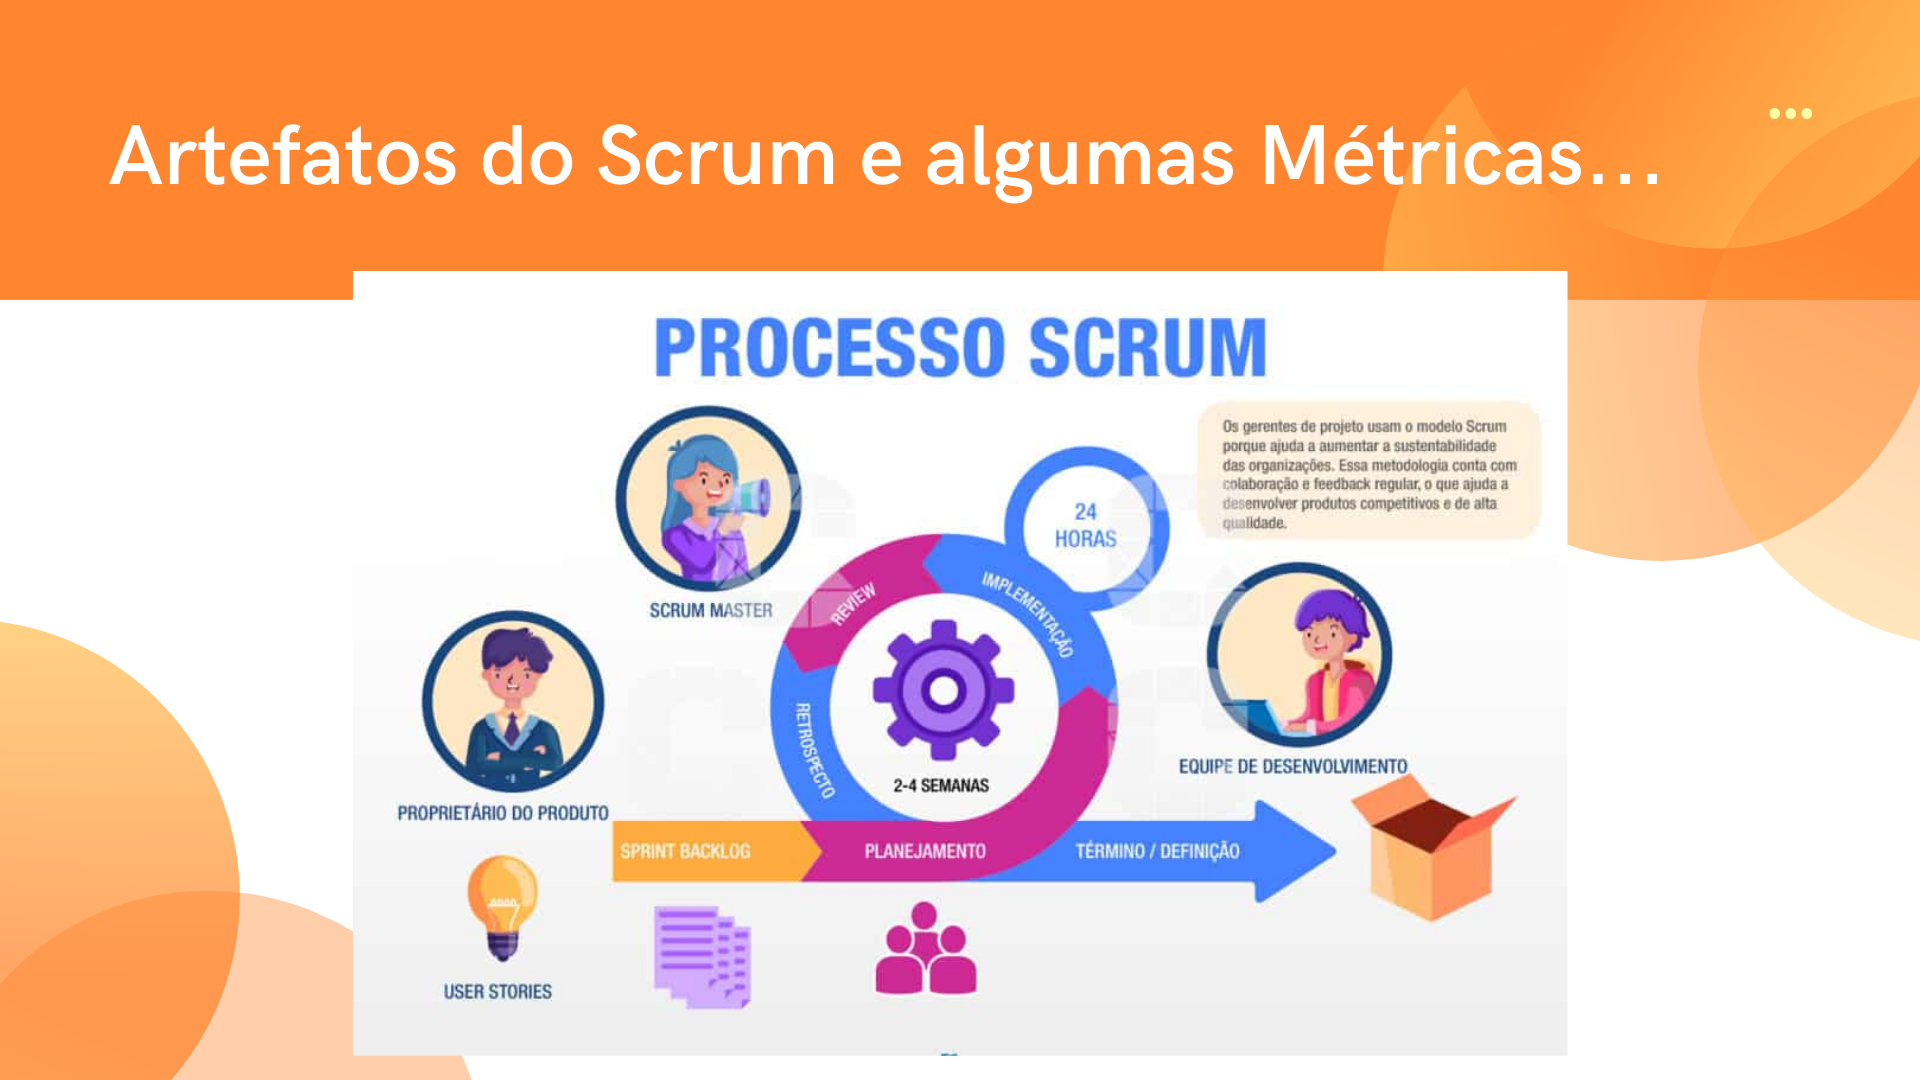 Artefatos do Scrum e algumas Métricas...
PROCESSO SCRUM
Os gerentes de projeto usam o modelo Scrum
porque ajuda a aumentar a sustentabilidade
das organizações. Essa metodologia conta com
colaboração e feedback regular, o que ajuda a
desenvolver produtos competitivos e de alta
qualidade.
24
HORAS
SCRUM MASTER
REVIEW
IMPLEMENTAÇÃO
RETROSPECTO
2-4 SEMANAS
EQUIPE DE DESENVOLVIMENTO
PROPRIETÁRIO DO PRODUTO
SPRINT BACKLOG
PLANEJAMENTO
TÉRMINO / DEFINIÇÃO
USER STORIES